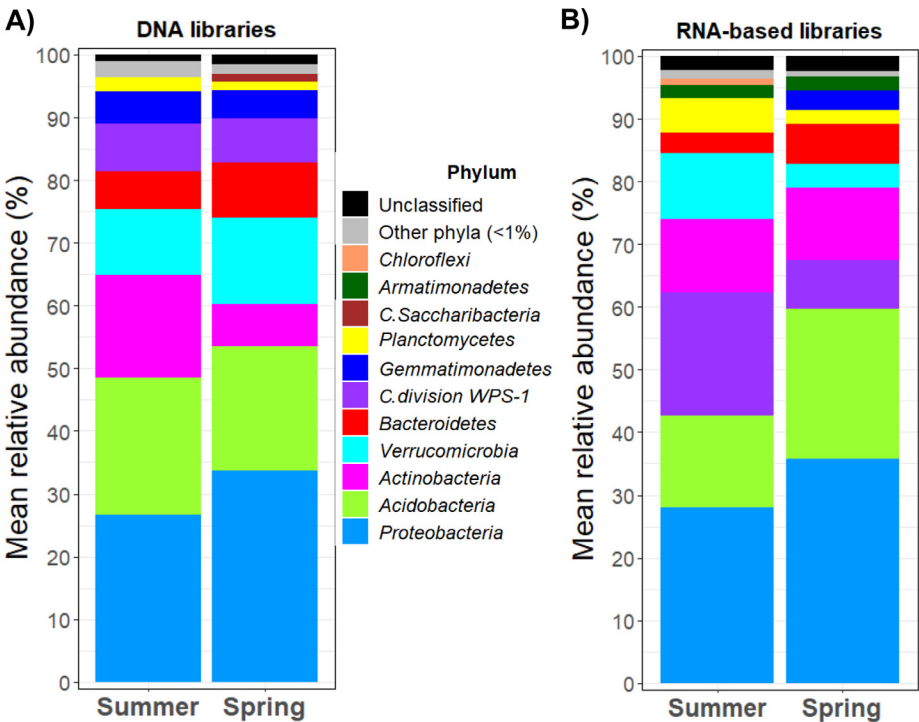 A)
DNA libraries
Mean relative abundance (%)
100
90
80
70
60
50
40
30
20
10
0
Summer
Spring
Phylum
Unclassified
Other phyla (<1%)
Chloroflexi
Armatimonadetes
C.Saccharibacteria
Planctomycetes
Gemmatimonadetes
C.division WPS-1
Bacteroidetes
Verrucomicrobia
Actinobacteria
Acidobacteria
Proteobacteria
B)
RNA-based libraries
Mean relative abundance (%)
100
90
80
70
60
50
40
30
20
10
0
Summer
Spring